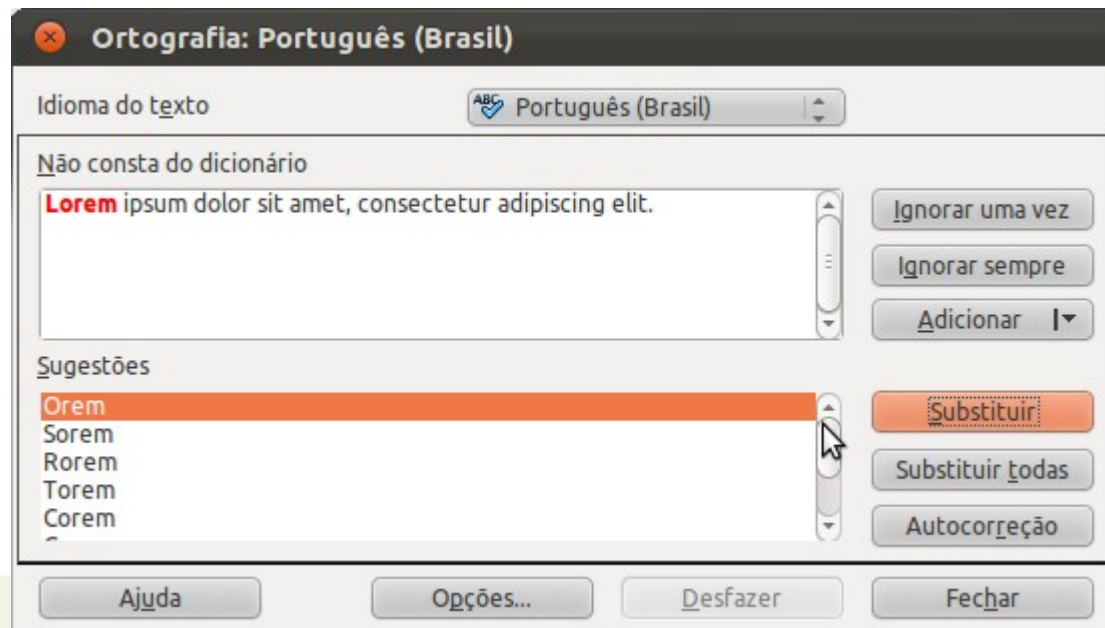 Ortografia: Português (Brasil)
Idioma do texto
ABC Português (Brasil)
Não consta do dicionário
Lorem ipsum dolor sit amet, consectetur adipiscing elit.
Ignorar uma vez
Ignorar sempre
Adicionar
Sugestões
Orem
Sorem
Rorem
Torem
Corem
Substituir
Substituir todas
Autocorreção
Ajuda
Opções...
Desfazer
Fechar